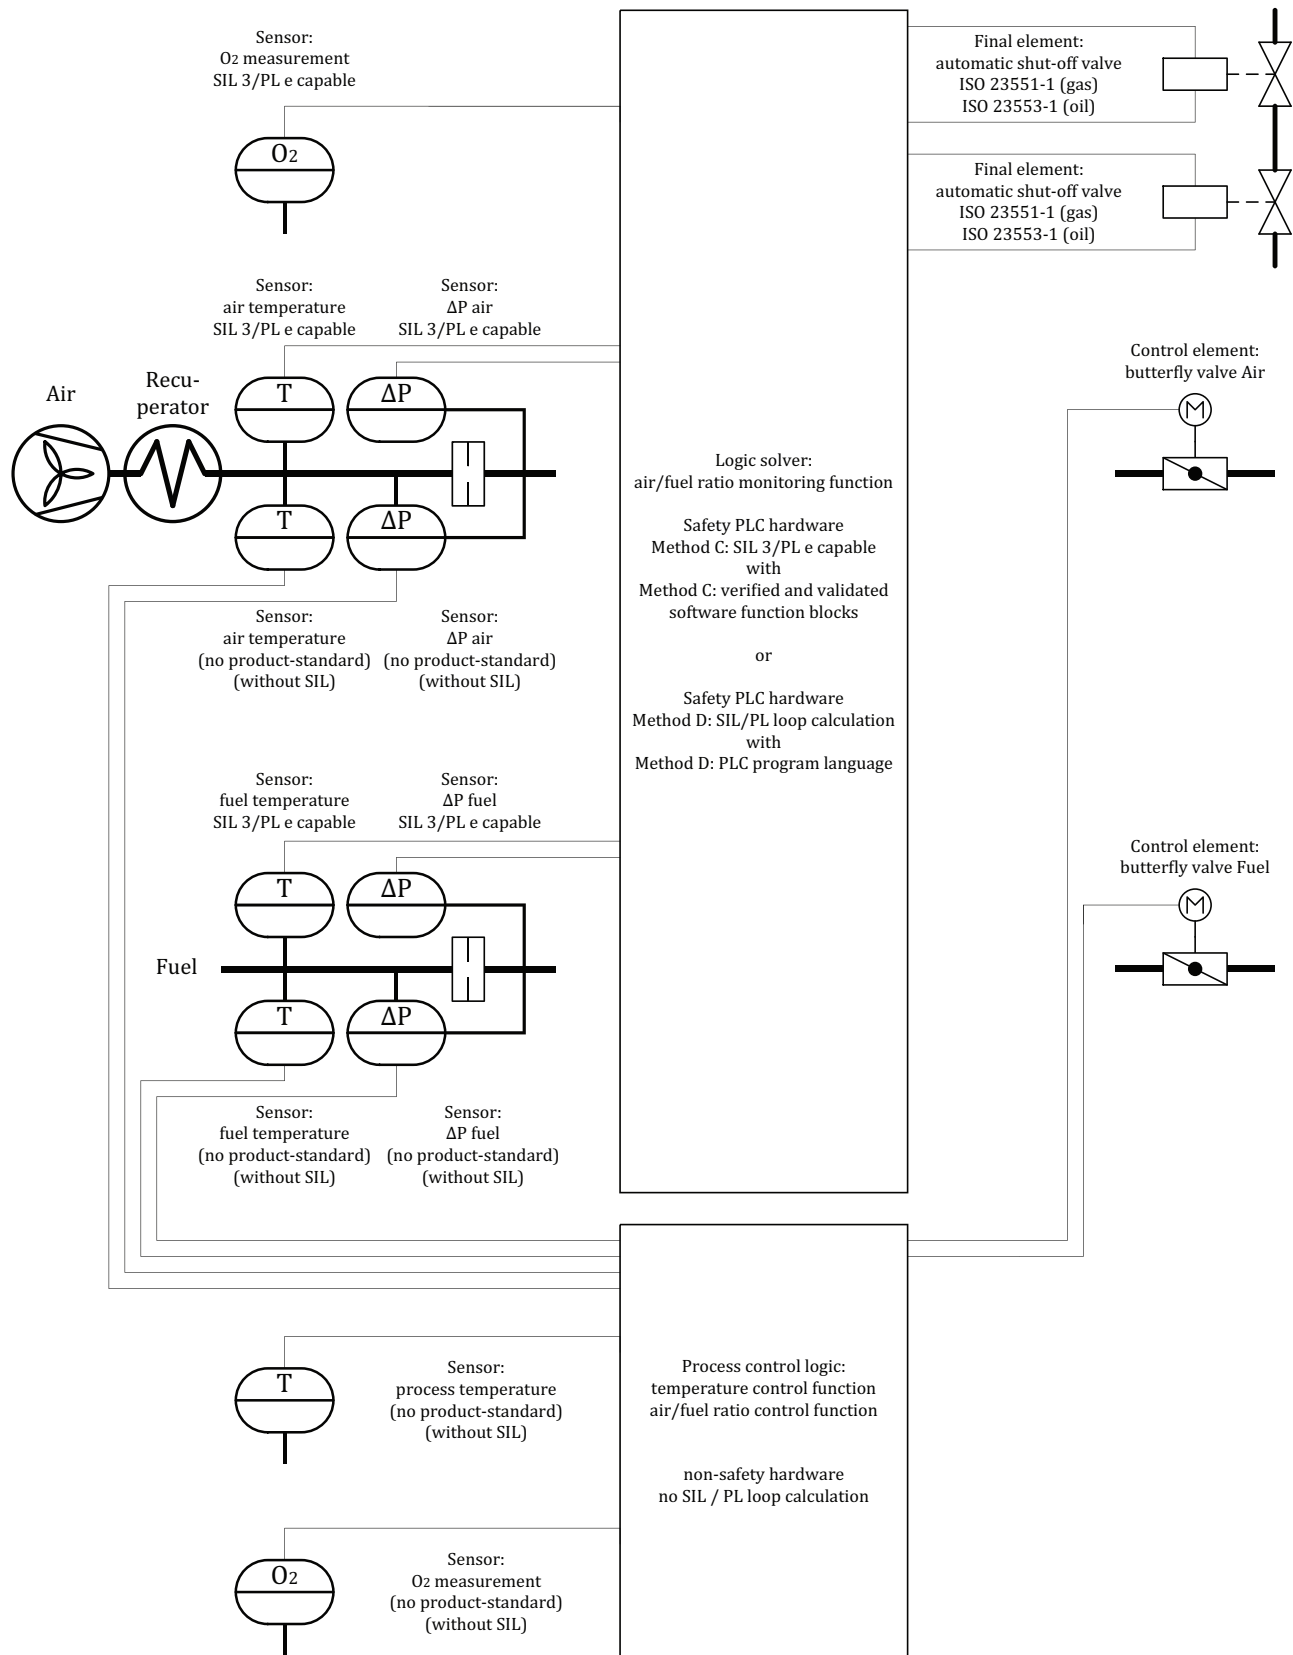 Sensor:
O2 measurement
SIL 3/PL e capable
O2
Final element:
automatic shut-off valve
ISO 23551-1 (gas)
ISO 23553-1 (oil)
Final element:
automatic shut-off valve
ISO 23551-1 (gas)
ISO 23553-1 (oil)
Sensor:
air temperature
SIL 3/PL e capable
Sensor:
ΔP air
SIL 3/PL e capable
Air
Recu-
perator
T
ΔP
T
ΔP
Sensor:
air temperature
(no product-standard)
(without SIL)
Sensor:
ΔP air
(no product-standard)
(without SIL)
Logic solver:
air/fuel ratio monitoring function
Safety PLC hardware
Method C: SIL 3/PL e capable
with
Method C: verified and validated
software function blocks
or
Safety PLC hardware
Method D: SIL/PL loop calculation
with
Method D: PLC program language
Control element:
butterfly valve Air
M
Sensor:
fuel temperature
SIL 3/PL e capable
Sensor:
ΔP fuel
SIL 3/PL e capable
T
ΔP
Fuel
T
ΔP
Sensor:
fuel temperature
(no product-standard)
(without SIL)
Sensor:
ΔP fuel
(no product-standard)
(without SIL)
Control element:
butterfly valve Fuel
M
T
Sensor:
process temperature
(no product-standard)
(without SIL)
Process control logic:
temperature control function
air/fuel ratio control function
non-safety hardware
no SIL / PL loop calculation
O2
Sensor:
O2 measurement
(no product-standard)
(without SIL)